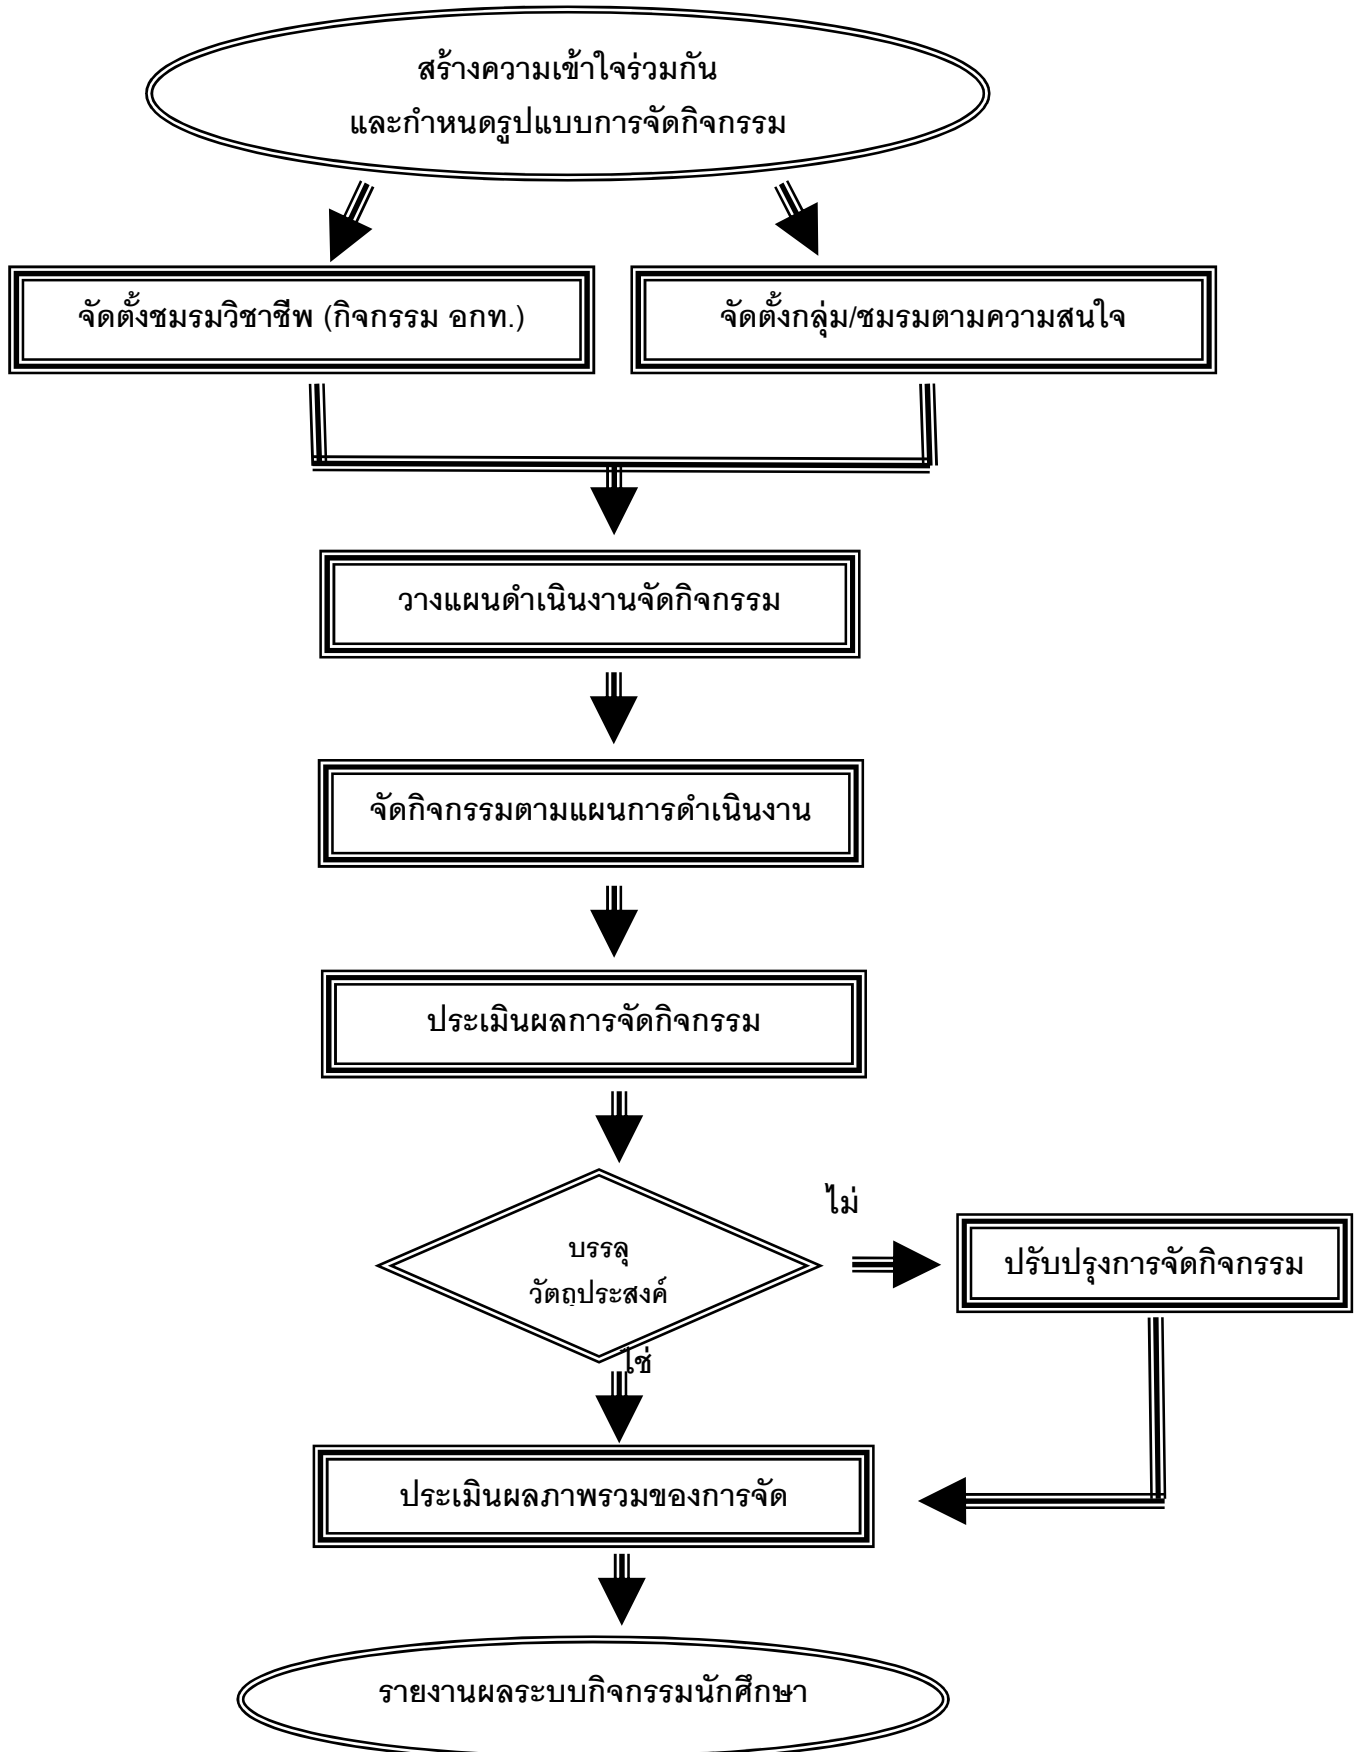 สร้างความเข้าใจร่วมกัน
และกำหนดรูปแบบการจัดกิจกรรม
จัดตั้งชมรมวิชาชีพ (กิจกรรม อกท.)
จัดตั้งกลุ่ม/ชมรมตามความสนใจ
วางแผนดำเนินงานจัดกิจกรรม
จัดกิจกรรมตามแผนการดำเนินงาน
ประเมินผลการจัดกิจกรรม
ไม่
บรรลุ
วัตถุประสงค์
ปรับปรุงการจัดกิจกรรม
ใช่
ประเมินผลภาพรวมของการจัด
รายงานผลระบบกิจกรรมนักศึกษา